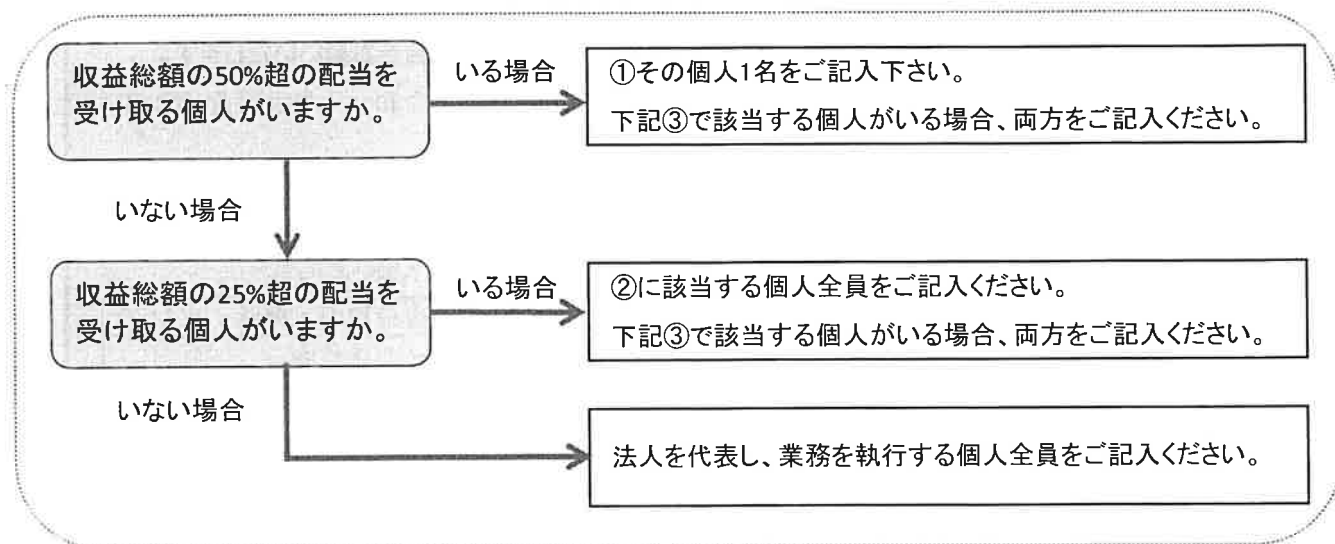 収益総額の50%超の配当を
受け取る個人がいますか。
いる場合
①その個人1名をご記入下さい。
下記③で該当する個人がいる場合、両方をご記入ください。
いない場合
収益総額の25%超の配当を
受け取る個人がいますか。
いる場合
②に該当する個人全員をご記入ください。
下記③で該当する個人がいる場合、両方をご記入ください。
いない場合
法人を代表し、業務を執行する個人全員をご記入ください。